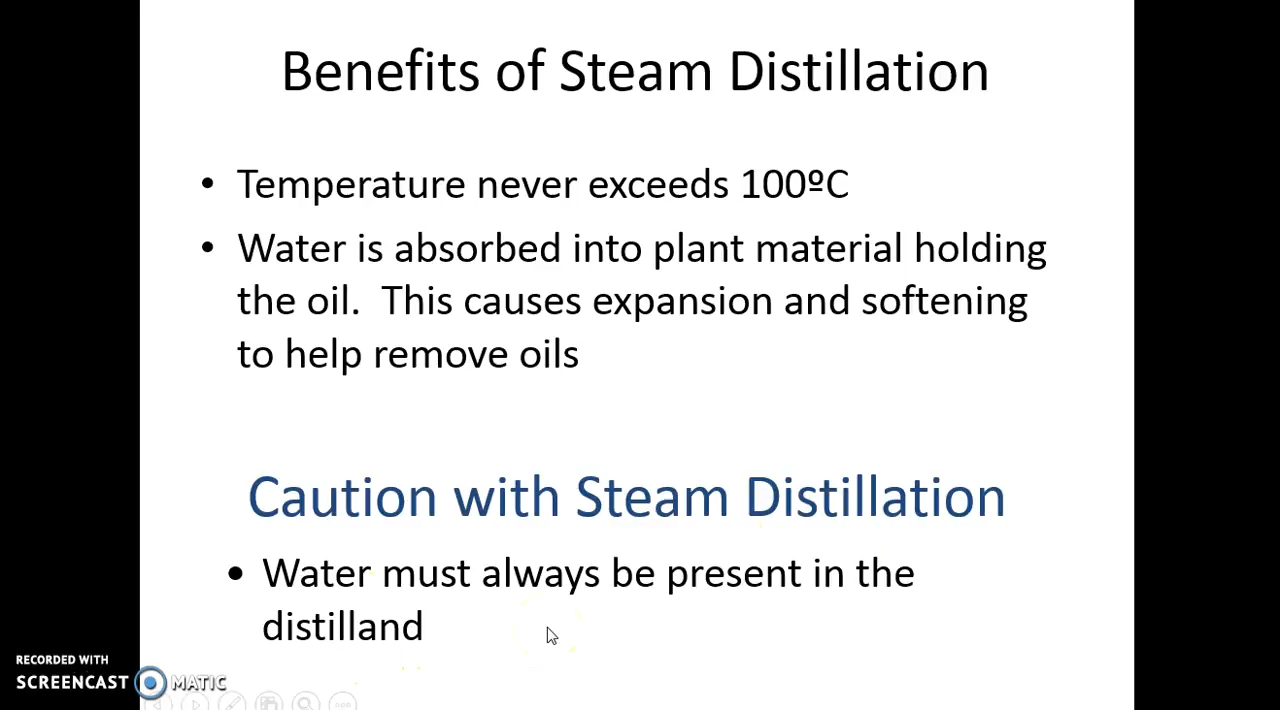 Benefits of Steam Distillation
• Temperature never exceeds 100ºC
• Water is absorbed into plant material holding
the oil.  This causes expansion and softening
to help remove oils
Caution with Steam Distillation
• Water must always be present in the
distilland
RECORDED WITH
SCREENCAST MATIC